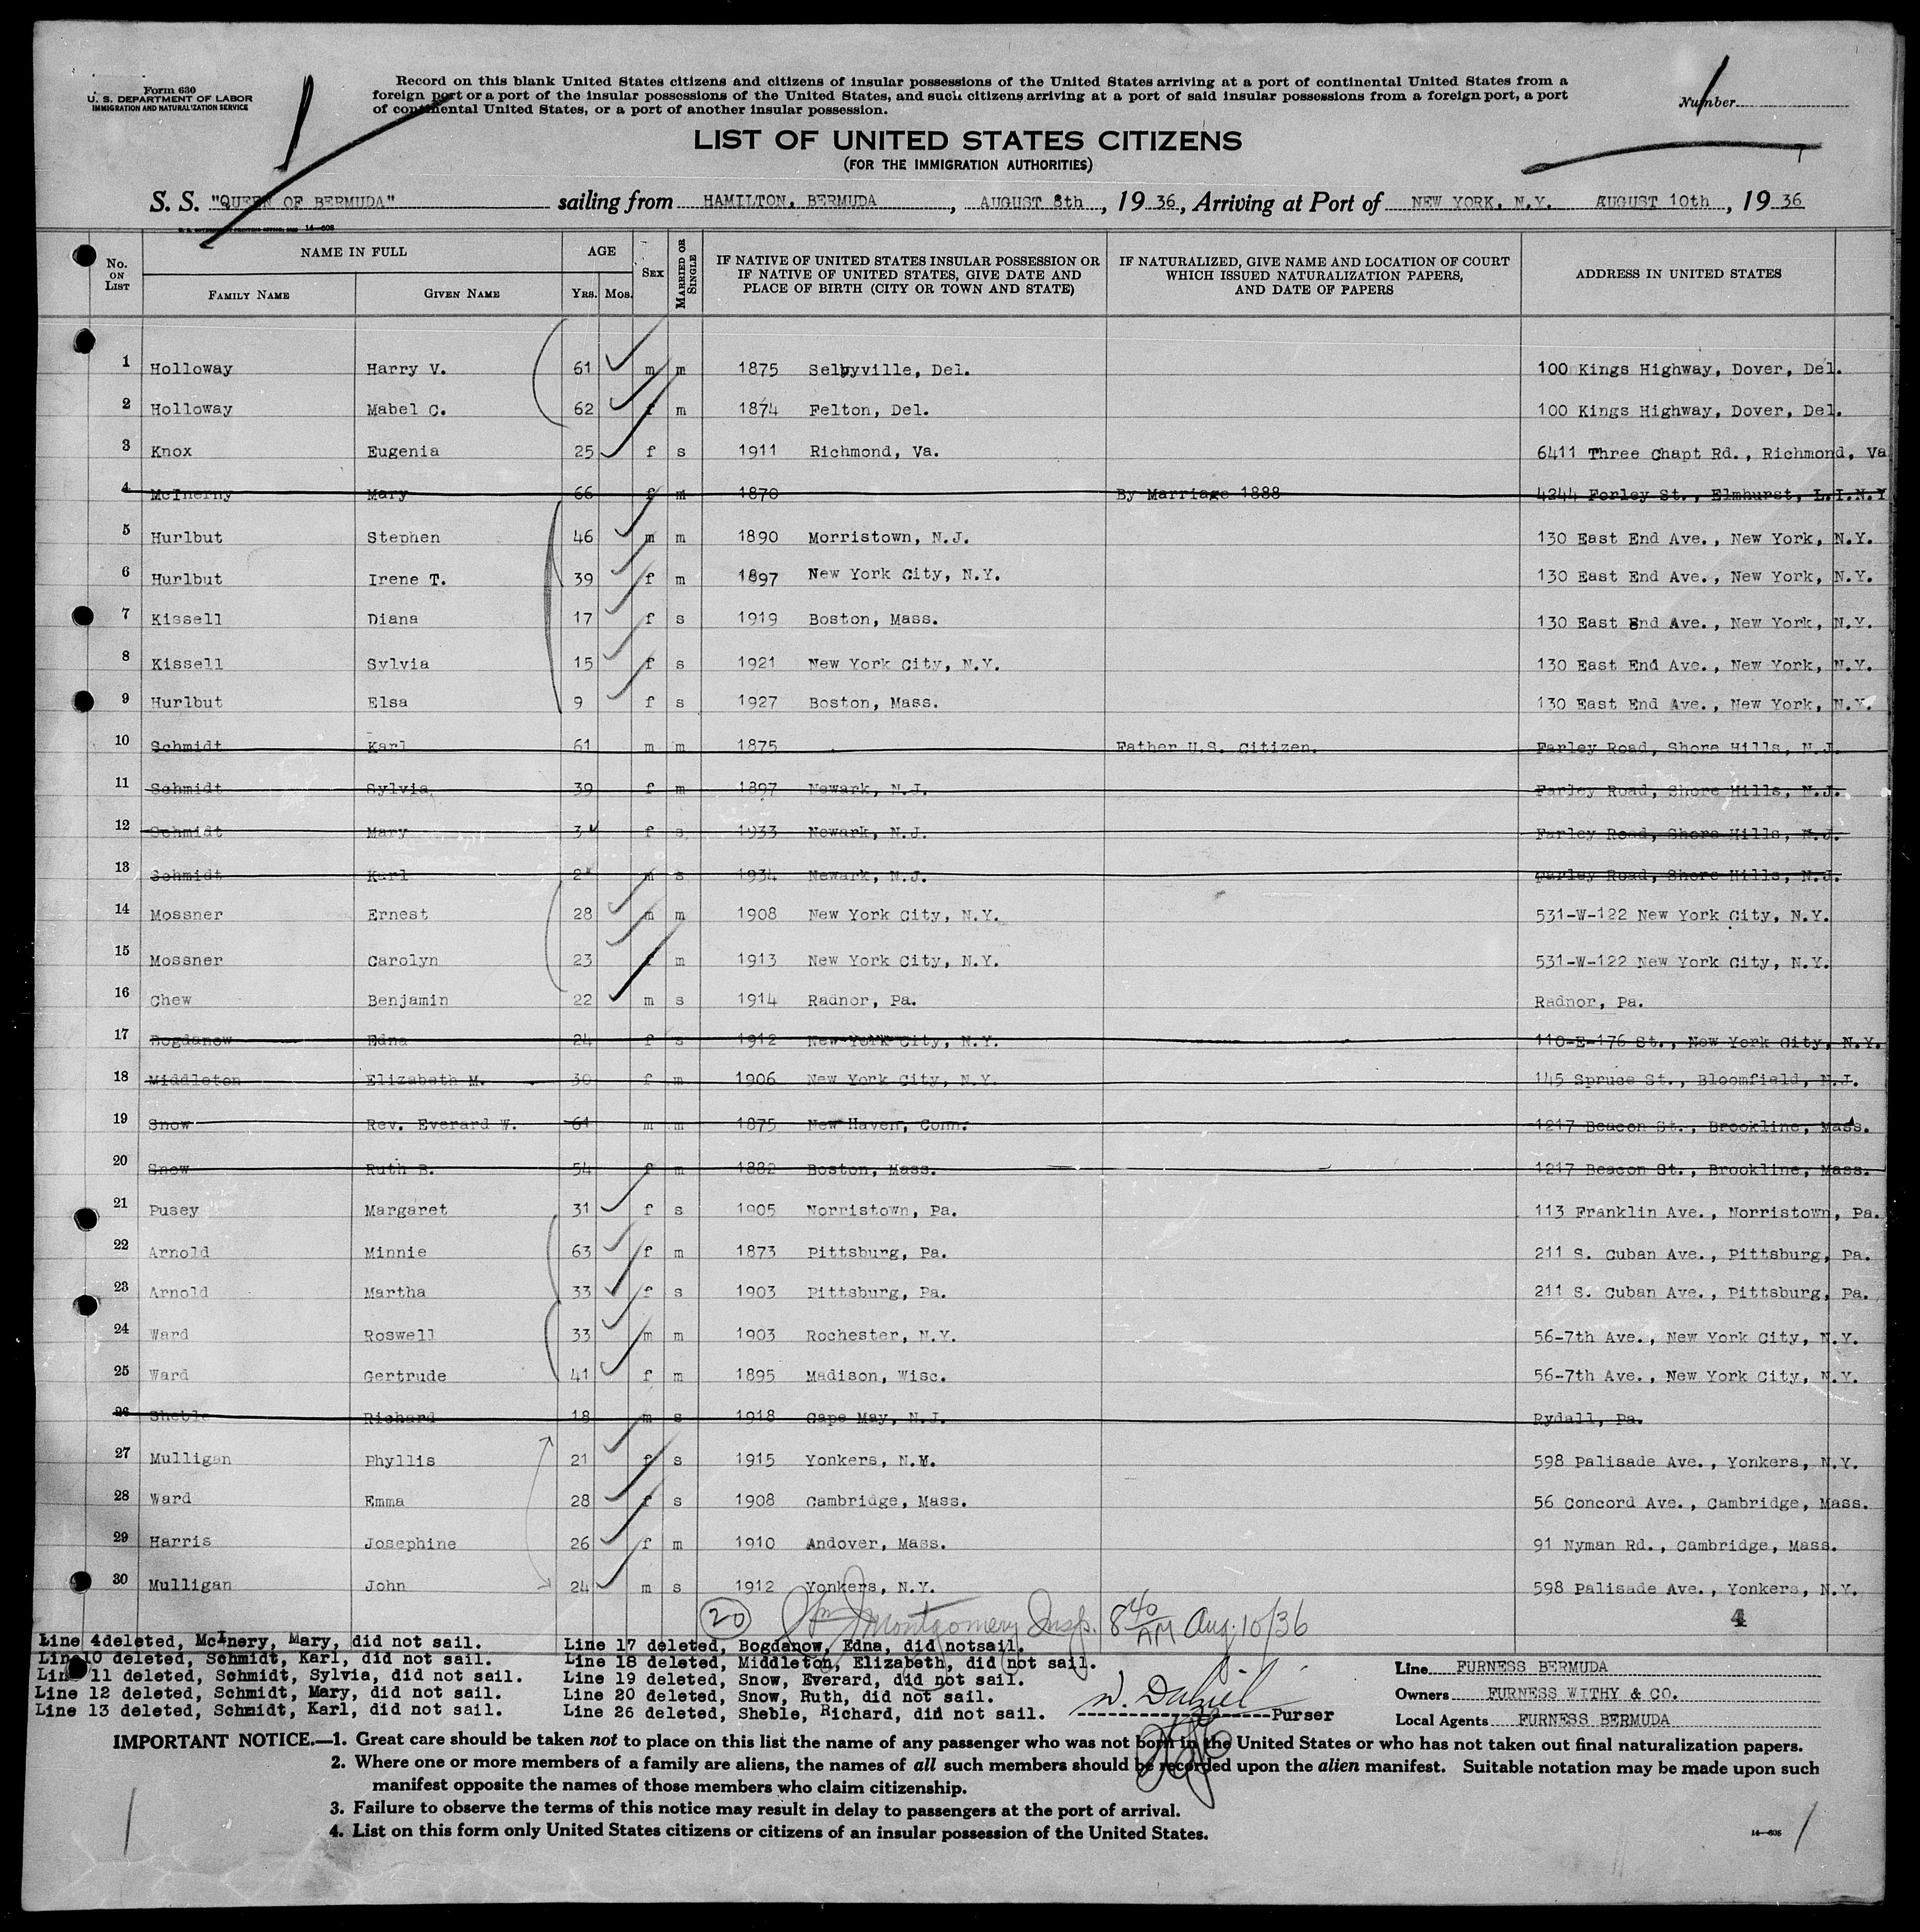 Form 630
U. S. DEPARTMENT OF LABOR
IMMIGRATION AND NATURALIZATION SERVICE
Record on this blank United States citizens and citizens of insular possessions of the United States arriving at a port of continental United States from a
foreign port or a port of the insular possessions of the United States, and such citizens arriving at a port of said insular possessions from a foreign port, a port
of continental United States, or a port of another insular possession.
Number
LIST OF UNITED STATES CITIZENS
(FOR THE IMMIGRATION AUTHORITIES)
S. S. "QUEEN OF BERMUDA" sailing from HAMILTON, BERMUDA, AUGUST 8th, 1936, Arriving at Port of NEW YORK, N.Y. AUGUST 10th, 1936
14-608
No. ON LIST NAME IN FULL AGE SEX MARRIED OR SINGLE IF NATIVE OF UNITED STATES INSULAR POSSESSION OR IF NATIVE OF UNITED STATES, GIVE DATE AND PLACE OF BIRTH (CITY OR TOWN AND STATE) IF NATURALIZED, GIVE NAME AND LOCATION OF COURT WHICH ISSUED NATURALIZATION PAPERS, AND DATE OF PAPERS ADDRESS IN UNITED STATES
FAMILY NAME GIVEN NAME YRS. MOS.
1 Holloway Harry V. 61 m m 1875 Selbyville, Del. 100 Kings Highway, Dover, Del.
2 Holloway Mabel C. 62 f m 1874 Felton, Del. 100 Kings Highway, Dover, Del.
3 Knox Eugenia 25 f s 1911 Richmond, Va. 6411 Three Chapt Rd., Richmond, Va
4 McInerny Mary 66 f m 1870 By Marriage 1888 4244 Forley St., Elmhurst, L.I.N.Y
5 Hurlbut Stephen 46 m m 1890 Morristown, N.J. 130 East End Ave., New York, N.Y.
6 Hurlbut Irene T. 39 f m 1897 New York City, N.Y. 130 East End Ave., New York, N.Y.
7 Kissell Diana 17 f s 1919 Boston, Mass. 130 East End Ave., New York, N.Y.
8 Kissell Sylvia 15 f s 1921 New York City, N.Y. 130 East End Ave., New York, N.Y.
9 Hurlbut Elsa 9 f s 1927 Boston, Mass. 130 East End Ave., New York, N.Y.
10 Schmidt Karl 61 m m 1875 Father U.S. Citizen. Farley Road, Shore Hills, N.J.
11 Schmidt Sylvia 39 f m 1897 Newark, N.J. Farley Road, Shore Hills, N.J.
12 Schmidt Mary 3 f s 1933 Newark, N.J. Farley Road, Shore Hills, N.J.
13 Schmidt Karl 2 m s 1934 Newark, N.J. Farley Road, Shore Hills, N.J.
14 Mossner Ernest 28 m m 1908 New York City, N.Y. 531-W-122 New York City, N.Y.
15 Mossner Carolyn 23 f m 1913 New York City, N.Y. 531-W-122 New York City, N.Y.
16 Chew Benjamin 22 m s 1914 Radnor, Pa. Radnor, Pa.
17 Bogdanow Edna 24 f s 1912 New York City, N.Y. 110-E-176 St., New York City, N.Y.
18 Middleton Elizabeth M. 30 f m 1906 New York City, N.Y. 145 Spruce St., Bloomfield, N.J.
19 Snow Rev. Everard W. 61 m m 1875 New Haven, Conn. 1217 Beacon St., Brookline, Mass.
20 Snow Ruth B. 54 f m 1882 Boston, Mass. 1217 Beacon St., Brookline, Mass.
21 Pusey Margaret 31 f s 1905 Norristown, Pa. 113 Franklin Ave., Norristown, Pa.
22 Arnold Minnie 63 f m 1873 Pittsburg, Pa. 211 S. Cuban Ave., Pittsburg, Pa.
23 Arnold Martha 33 f s 1903 Pittsburg, Pa. 211 S. Cuban Ave., Pittsburg, Pa.
24 Ward Roswell 33 m m 1903 Rochester, N.Y. 56-7th Ave., New York City, N.Y.
25 Ward Gertrude 41 f m 1895 Madison, Wisc. 56-7th Ave., New York City, N.Y.
26 Sheble Richard 18 m s 1918 Cape May, N.J. Rydall, Pa.
27 Mulligan Phyllis 21 f s 1915 Yonkers, N.Y. 598 Palisade Ave., Yonkers, N.Y.
28 Ward Emma 28 f s 1908 Cambridge, Mass. 56 Concord Ave., Cambridge, Mass.
29 Harris Josephine 26 f m 1910 Andover, Mass. 91 Nyman Rd., Cambridge, Mass.
30 Mulligan John 24 m s 1912 Yonkers, N.Y. 598 Palisade Ave., Yonkers, N.Y.
20 Montgomery Insp. 8 40 AM Aug. 10/36 4
Line 4deleted, McInery, Mary, did not sail.
Line10 deleted, Schmidt, Karl, did not sail.
Line 11 deleted, Schmidt, Sylvia, did not sail.
Line 12 deleted, Schmidt, Mary, did not sail.
Line 13 deleted, Schmidt, Karl, did not sail.
Line 17 deleted, Bogdanow, Edna, did notsail.
Line 18 deleted, Middleton, Elizabeth, did not sail.
Line 19 deleted, Snow, Everard, did not sail.
Line 20 deleted, Snow, Ruth, did not sail.
Line 26 deleted, Sheble, Richard, did not sail.
Purser
Line FURNESS BERMUDA
Owners FURNESS WITHY & CO.
Local Agents FURNESS BERMUDA
IMPORTANT NOTICE.—1. Great care should be taken not to place on this list the name of any passenger who was not born in the United States or who has not taken out final naturalization papers.
2. Where one or more members of a family are aliens, the names of all such members should be recorded upon the alien manifest. Suitable notation may be made upon such
manifest opposite the names of those members who claim citizenship.
3. Failure to observe the terms of this notice may result in delay to passengers at the port of arrival.
4. List on this form only United States citizens or citizens of an insular possession of the United States.